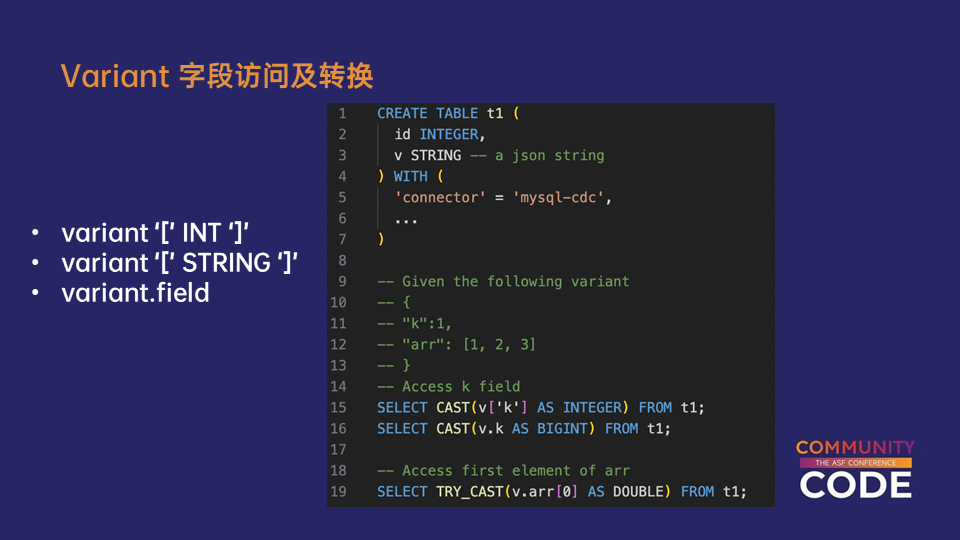 Variant 字段访问及转换
• variant ‘[’ INT ‘]’
• variant ‘[’ STRING ‘]’
• variant.field
1 CREATE TABLE t1 (
2 id INTEGER,
3 v STRING -- a json string
4 ) WITH (
5 'connector' = 'mysql-cdc',
6 ...
7 )
8
9 -- Given the following variant
10 -- {
11 -- "k":1,
12 -- "arr": [1, 2, 3]
13 -- }
14 -- Access k field
15 SELECT CAST(v['k'] AS INTEGER) FROM t1;
16 SELECT CAST(v.k AS BIGINT) FROM t1;
17
18 -- Access first element of arr
19 SELECT TRY_CAST(v.arr[0] AS DOUBLE) FROM t1;
COMMUNITY
THE ASF CONFERENCE
CODE